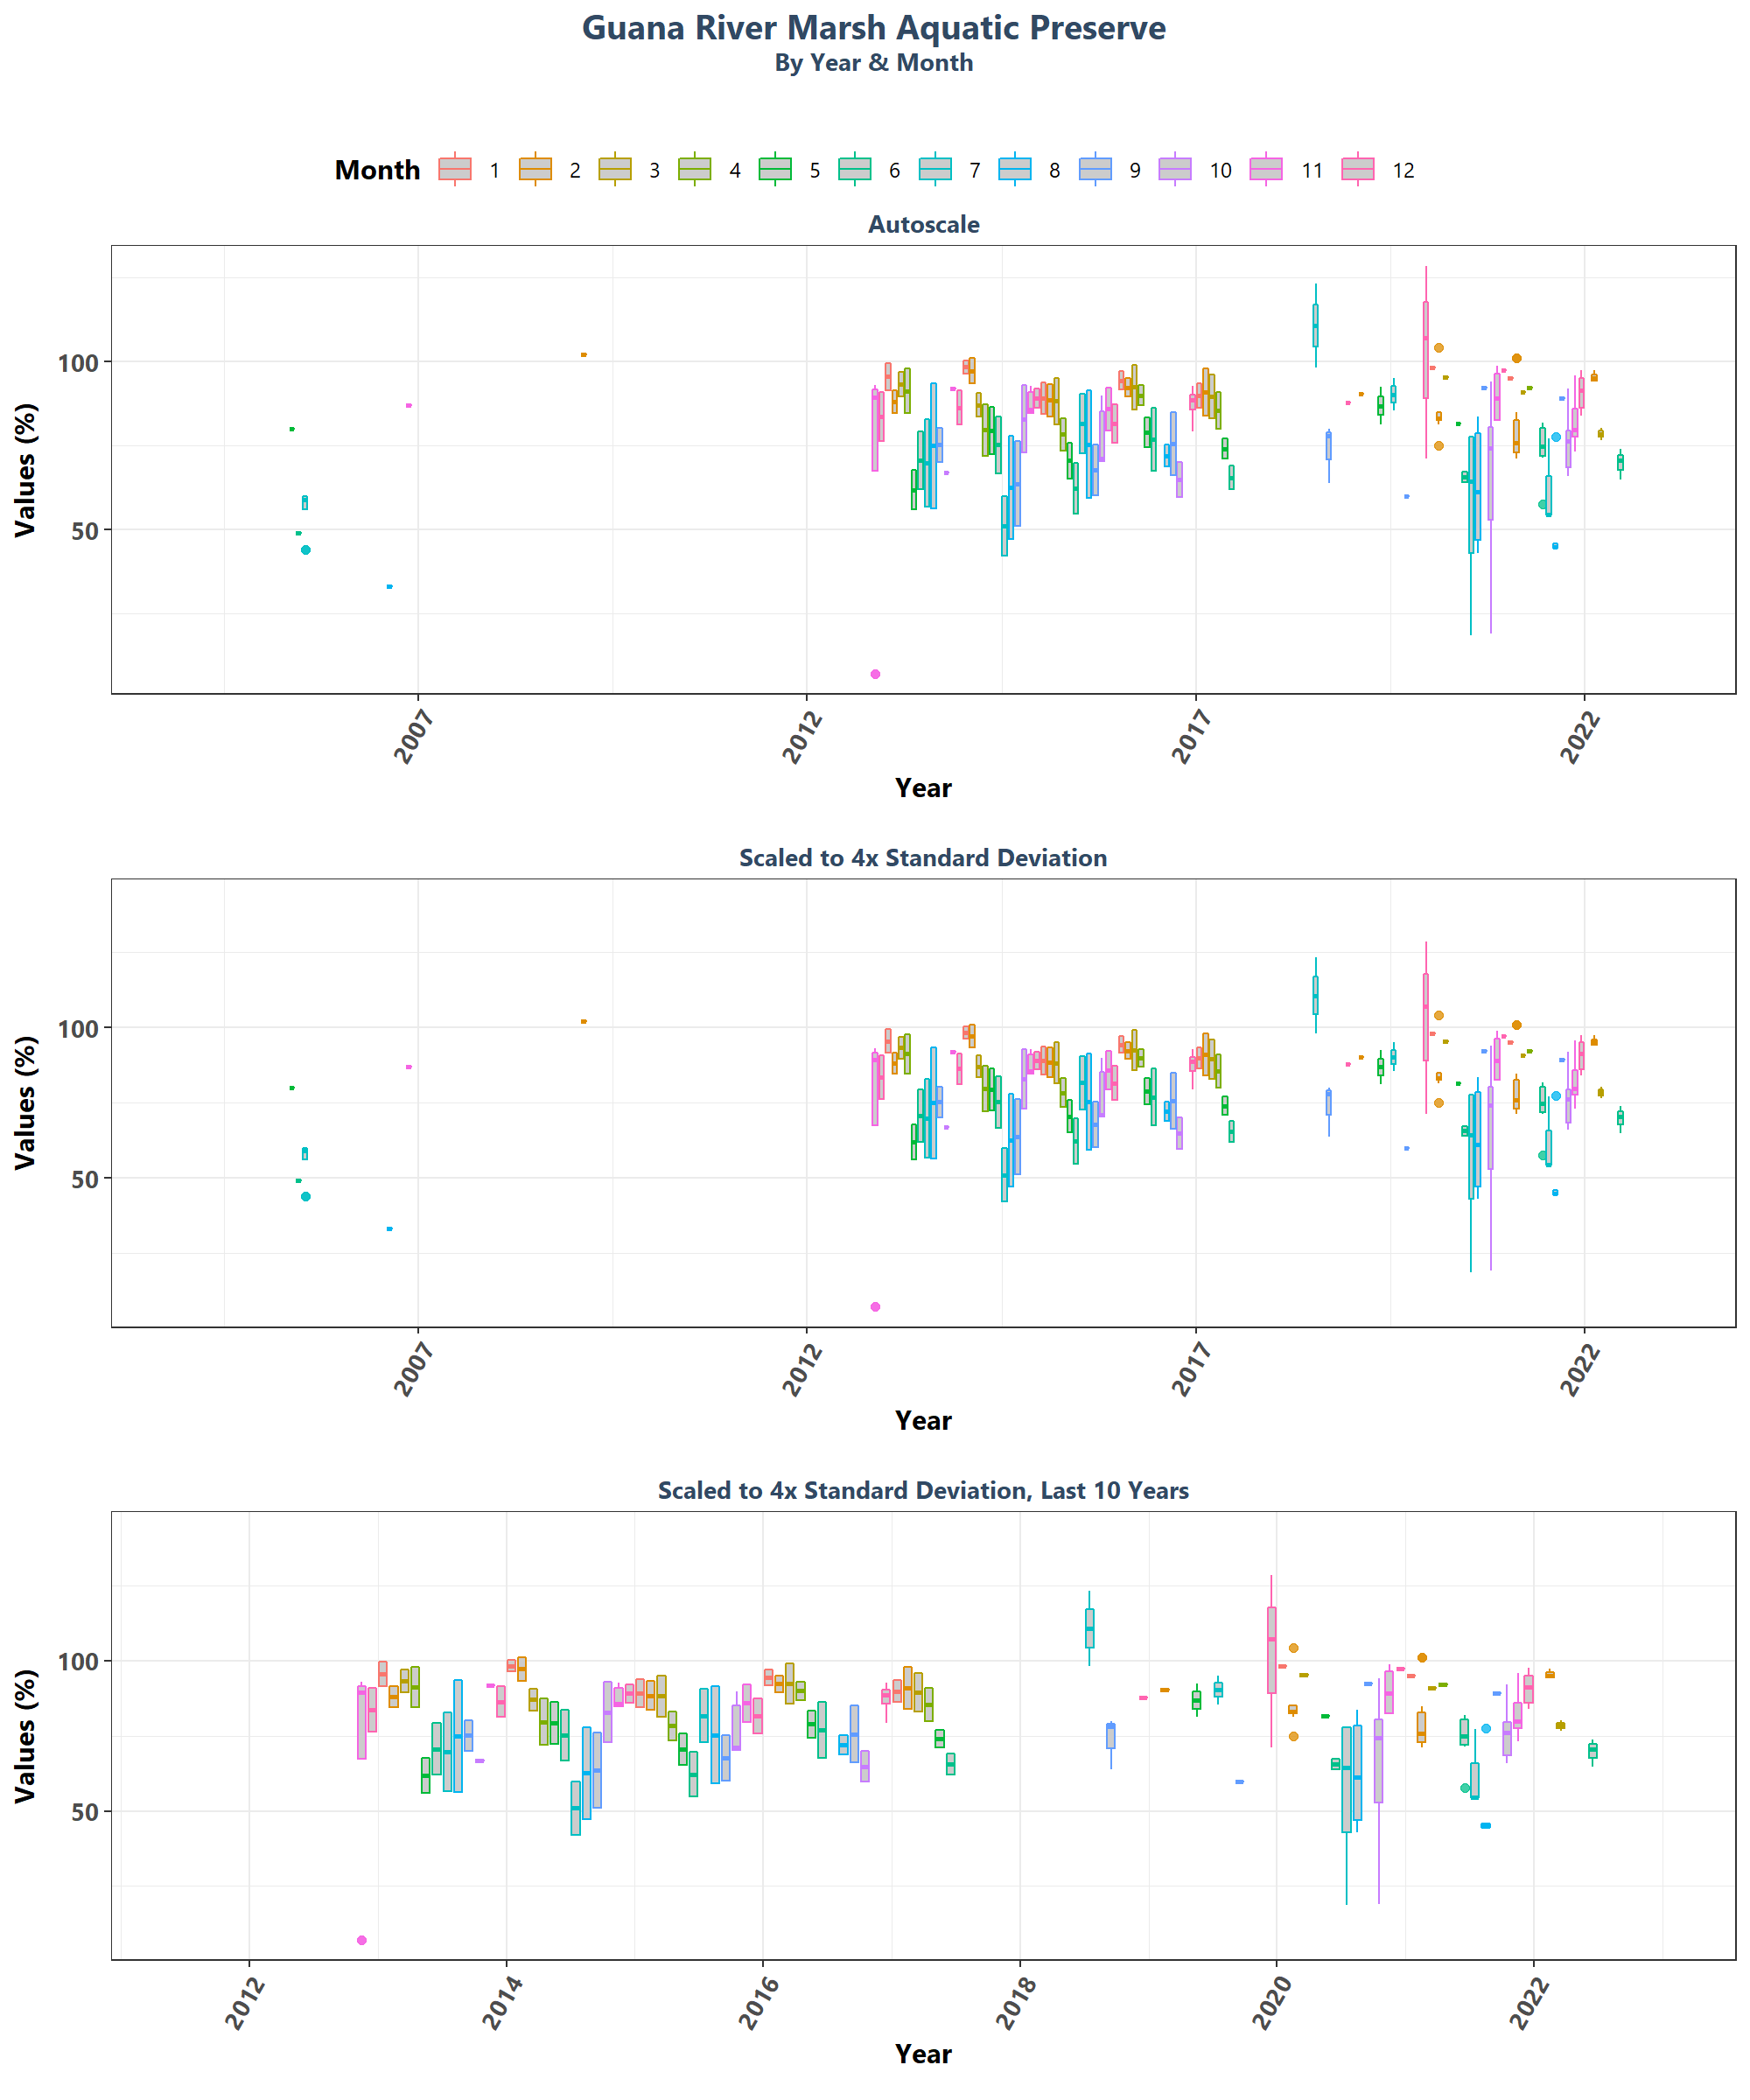 Guana River Marsh Aquatic Preserve
By Year & Month
Month 1 2 3 4 5 6 7 8 9 10 11 12
Autoscale
Values (%)
100
50
2007 2012 2017 2022
Year
Scaled to 4x Standard Deviation
Values (%)
100
50
2007 2012 2017 2022
Year
Scaled to 4x Standard Deviation, Last 10 Years
Values (%)
100
50
2012 2014 2016 2018 2020 2022
Year